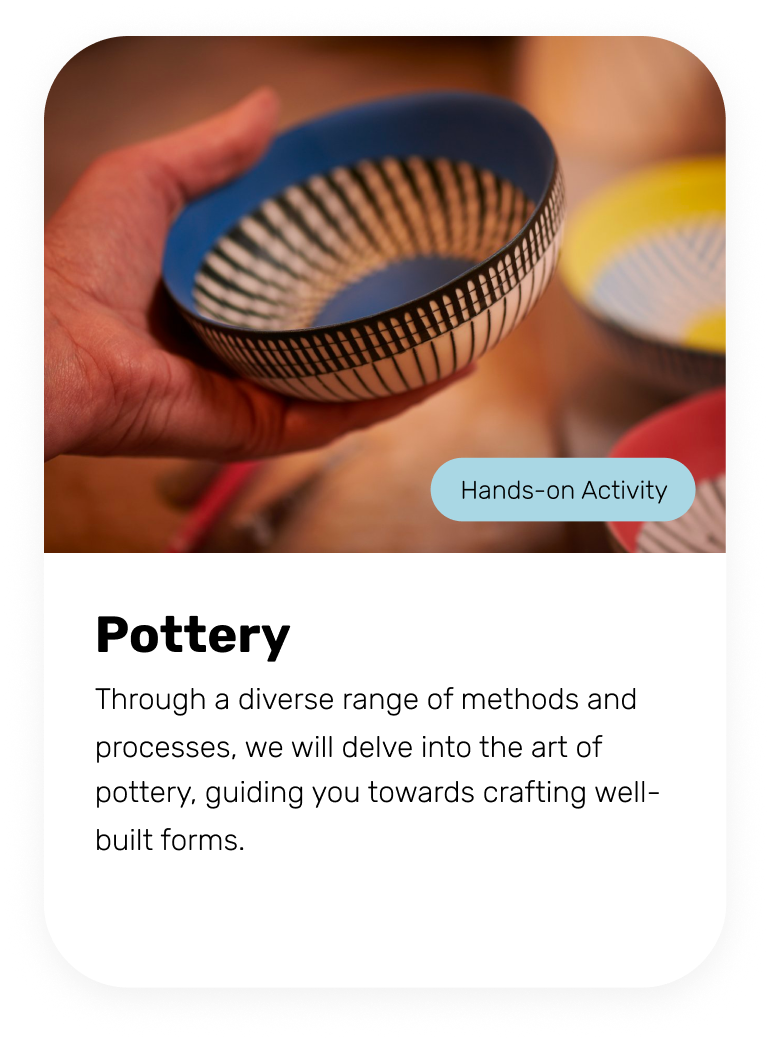 Hands-on Activity
Pottery
Through a diverse range of methods and
processes, we will delve into the art of
pottery, guiding you towards crafting well-
built forms.